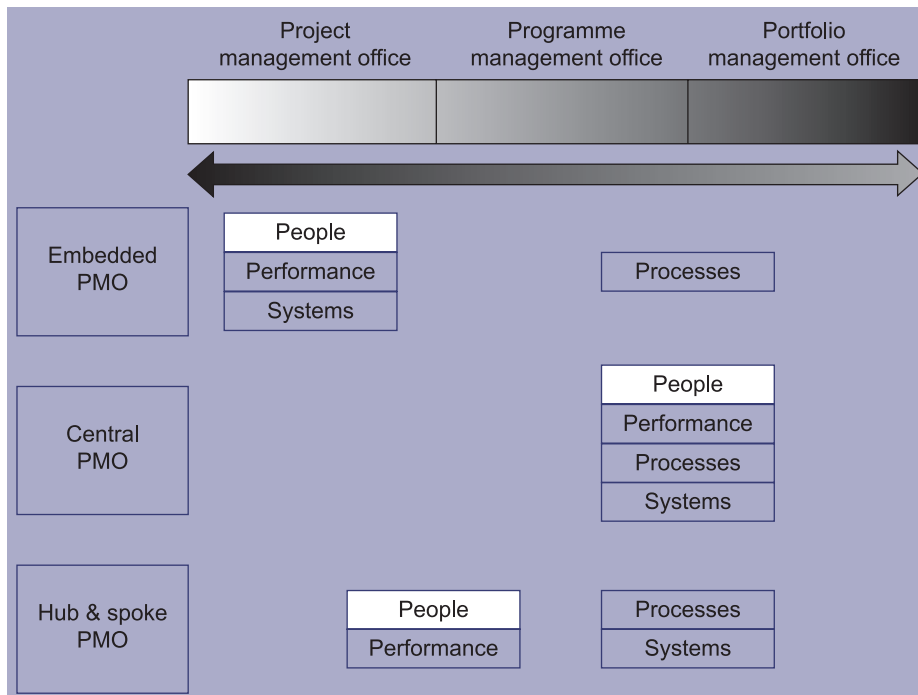 Project
management office
Programme
management office
Portfolio
management office
Embedded
PMO
People
Performance
Systems
Processes
Central
PMO
People
Performance
Processes
Systems
Hub & spoke
PMO
People
Performance
Processes
Systems